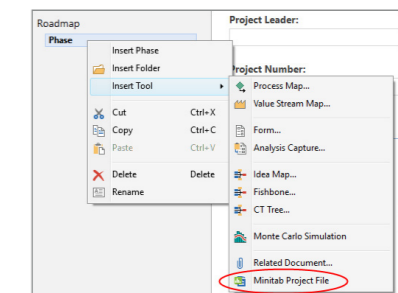 Roadmap
Project Leader:
Phase
Insert Phase
Insert Folder
Project Number:
Insert Tool
Process Map...
Value Stream Map...
Cut Ctrl+X
Copy Ctrl+C
Form...
Paste Ctrl+V
Analysis Capture...
Delete Delete
Idea Map...
Rename
Fishbone...
CT Tree...
Monte Carlo Simulation
Related Document...
Minitab Project File